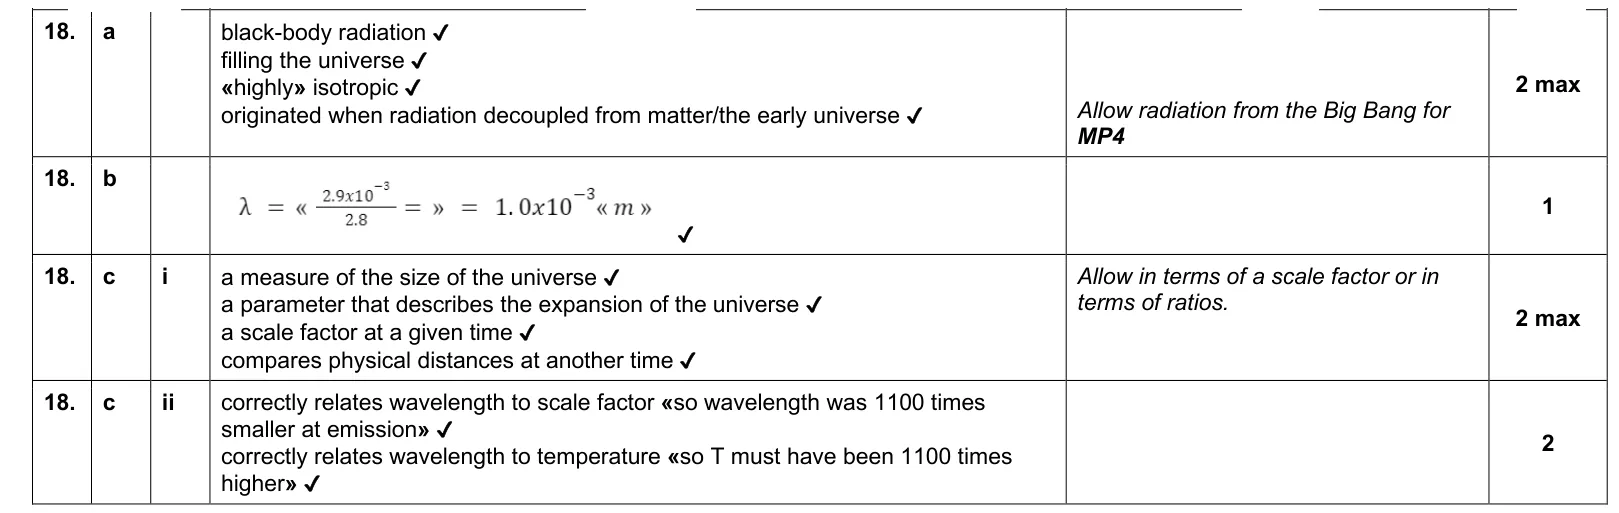 18. a
black-body radiation ✓
filling the universe ✓
«highly» isotropic ✓
originated when radiation decoupled from matter/the early universe ✓
Allow radiation from the Big Bang for
MP4
2 max
18. b
λ = « 2.9x10⁻³/2.8 = » = 1.0x10⁻³ « m »
✓
1
18. c i
a measure of the size of the universe ✓
a parameter that describes the expansion of the universe ✓
a scale factor at a given time ✓
compares physical distances at another time ✓
Allow in terms of a scale factor or in
terms of ratios.
2 max
18. c ii
correctly relates wavelength to scale factor «so wavelength was 1100 times
smaller at emission» ✓
correctly relates wavelength to temperature «so T must have been 1100 times
higher» ✓
2